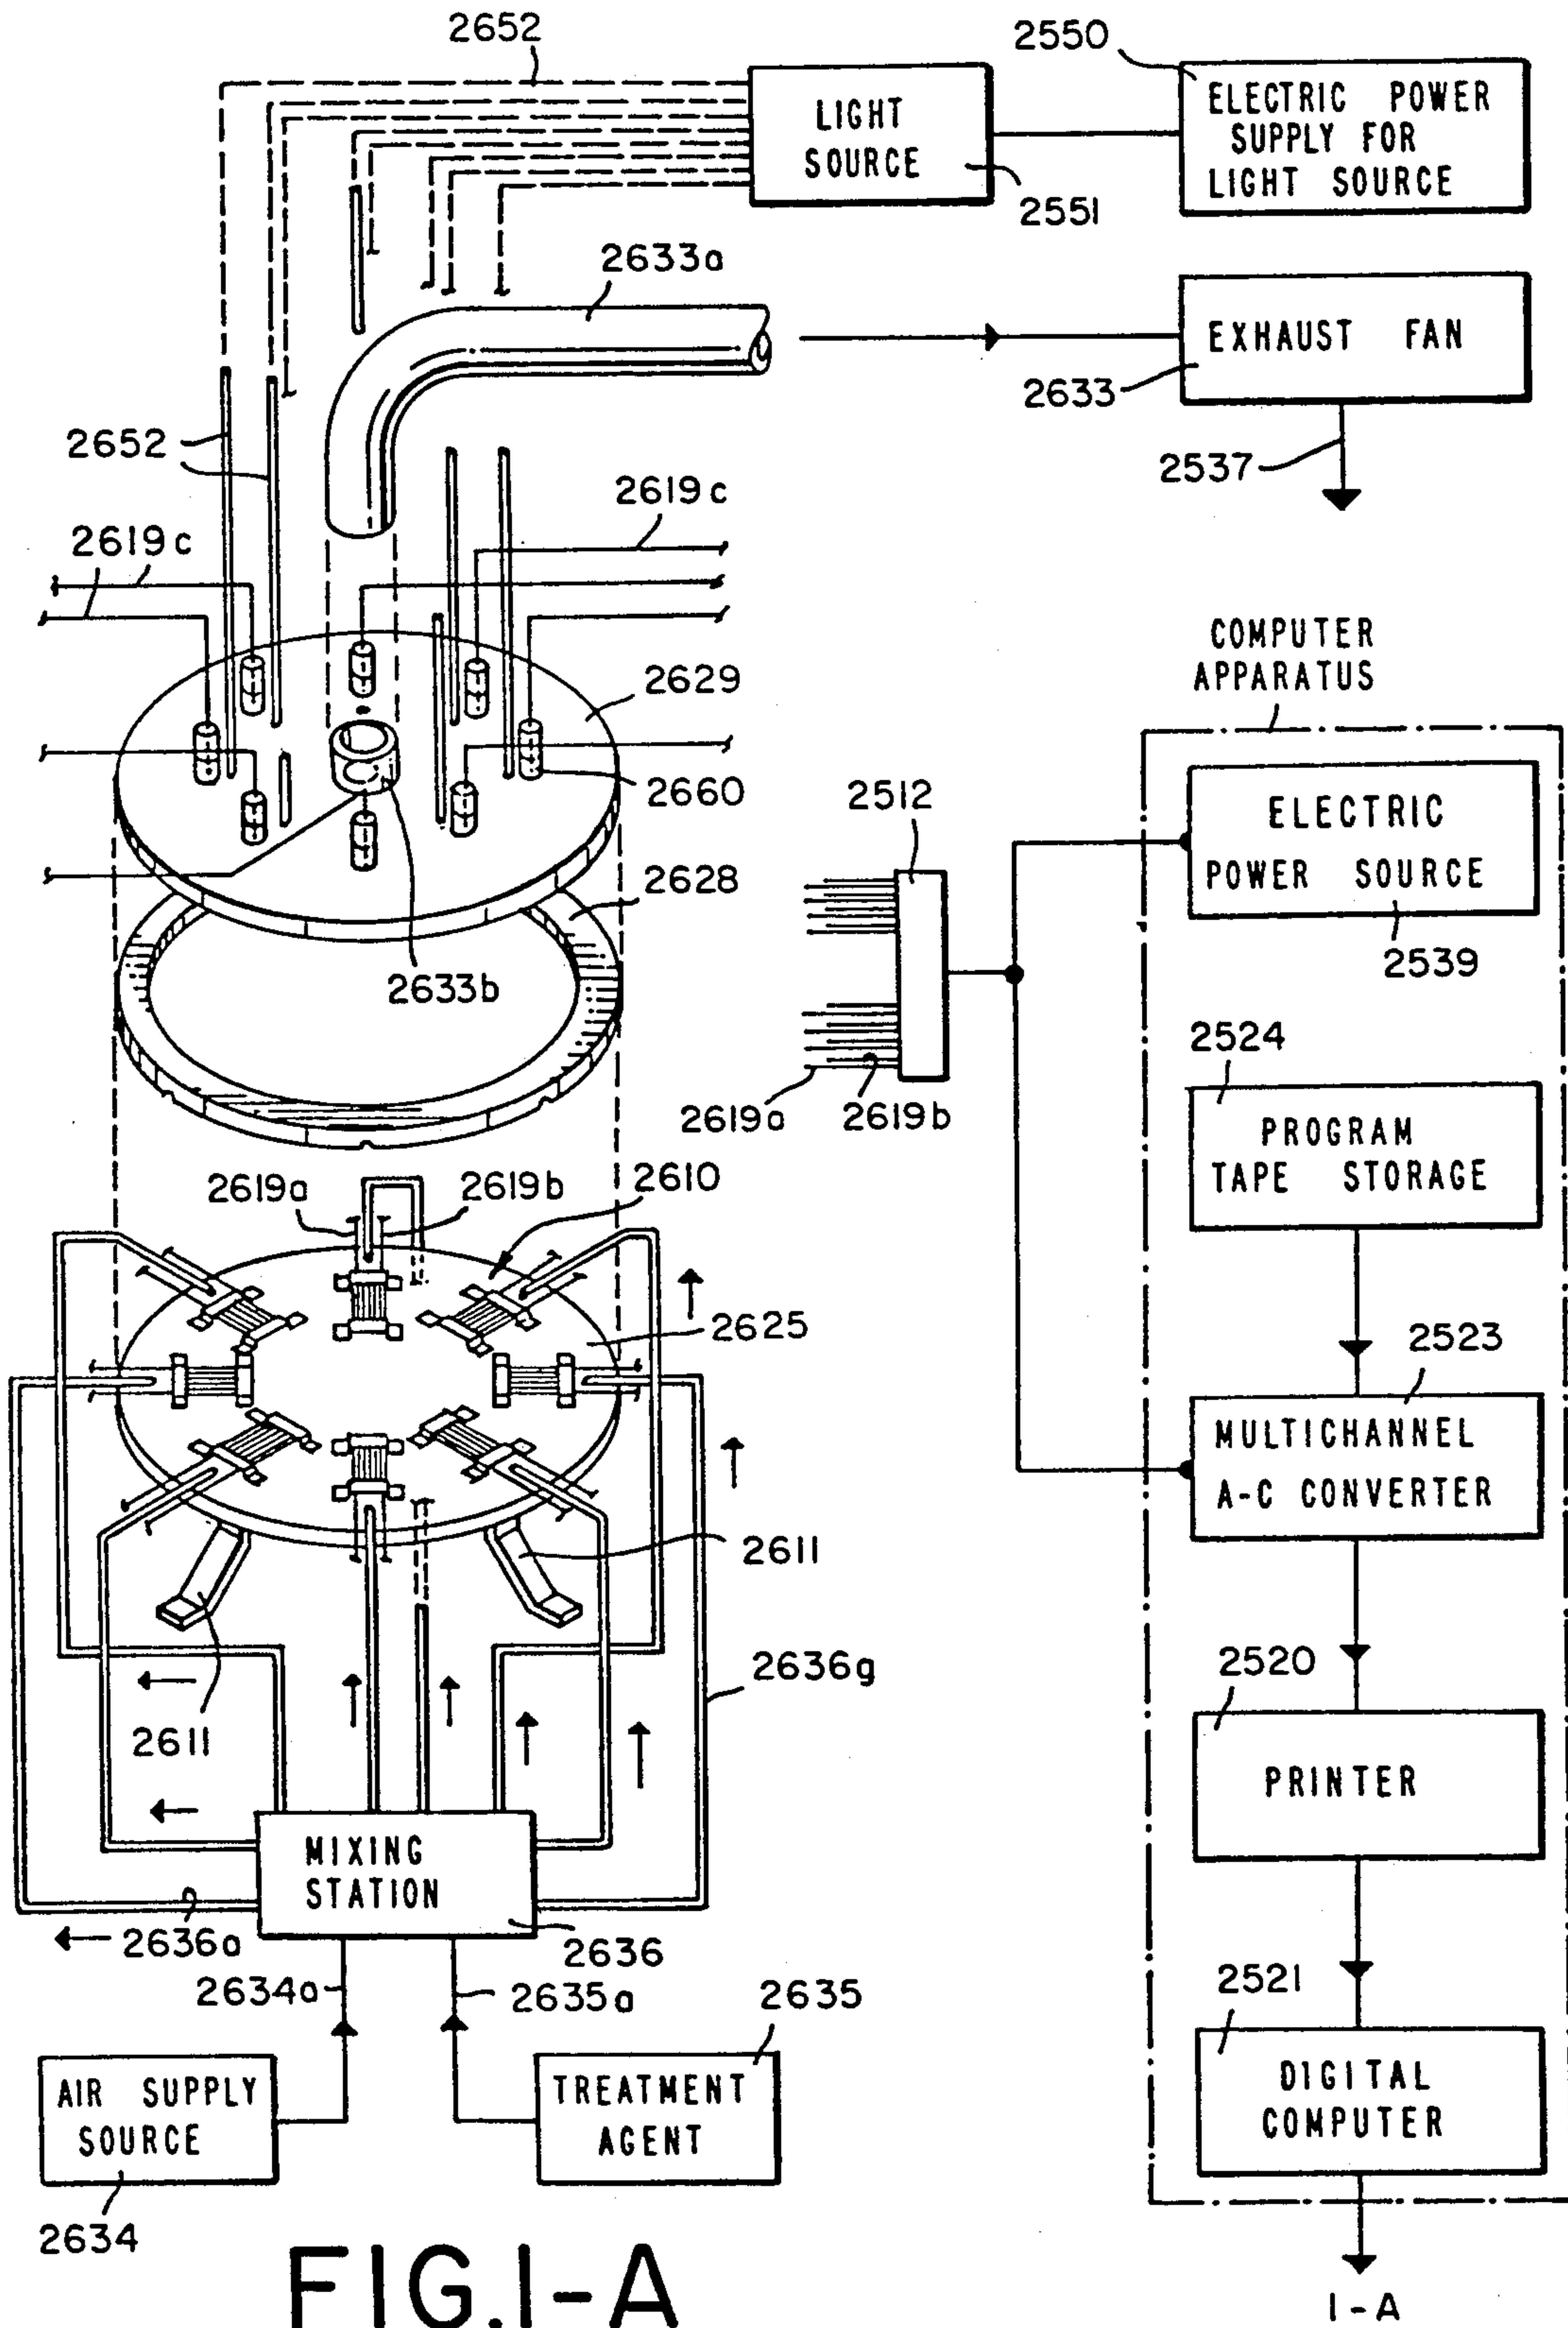 2652
2550
LIGHT
SOURCE
ELECTRIC POWER
SUPPLY FOR
LIGHT SOURCE
2551
2633a
EXHAUST FAN
2633
2537
2652
2619c
2619c
2629
2660
2628
2633b
COMPUTER
APPARATUS
2512
ELECTRIC
POWER SOURCE
2539
2619a
2619b
2524
PROGRAM
TAPE STORAGE
2619a
2619b
2610
2625
2523
MULTICHANNEL
A-C CONVERTER
2611
2611
2636g
2520
PRINTER
MIXING
STATION
2636a
2636
2634a
2635a
2635
2521
AIR SUPPLY
SOURCE
TREATMENT
AGENT
DIGITAL
COMPUTER
2634
FIG.1-A
1-A